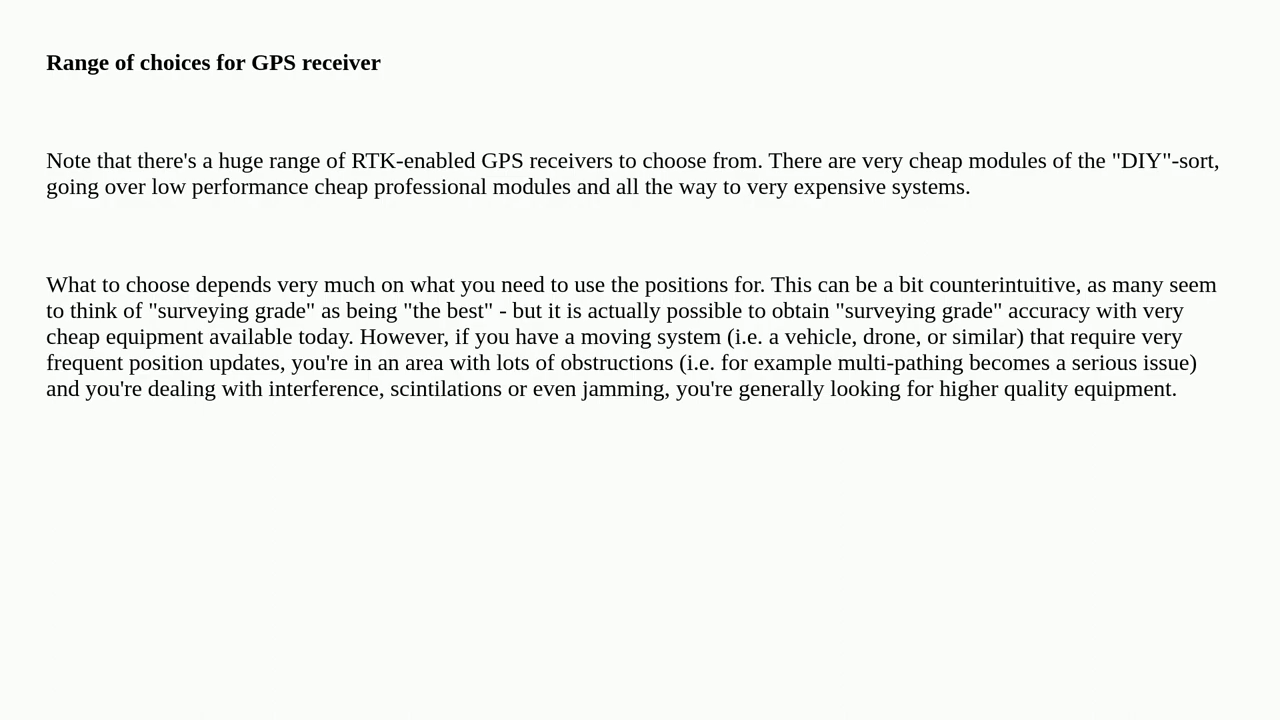 Range of choices for GPS receiver
Note that there's a huge range of RTK-enabled GPS receivers to choose from. There are very cheap modules of the "DIY"-sort,
going over low performance cheap professional modules and all the way to very expensive systems.
What to choose depends very much on what you need to use the positions for. This can be a bit counterintuitive, as many seem
to think of "surveying grade" as being "the best" - but it is actually possible to obtain "surveying grade" accuracy with very
cheap equipment available today. However, if you have a moving system (i.e. a vehicle, drone, or similar) that require very
frequent position updates, you're in an area with lots of obstructions (i.e. for example multi-pathing becomes a serious issue)
and you're dealing with interference, scintilations or even jamming, you're generally looking for higher quality equipment.